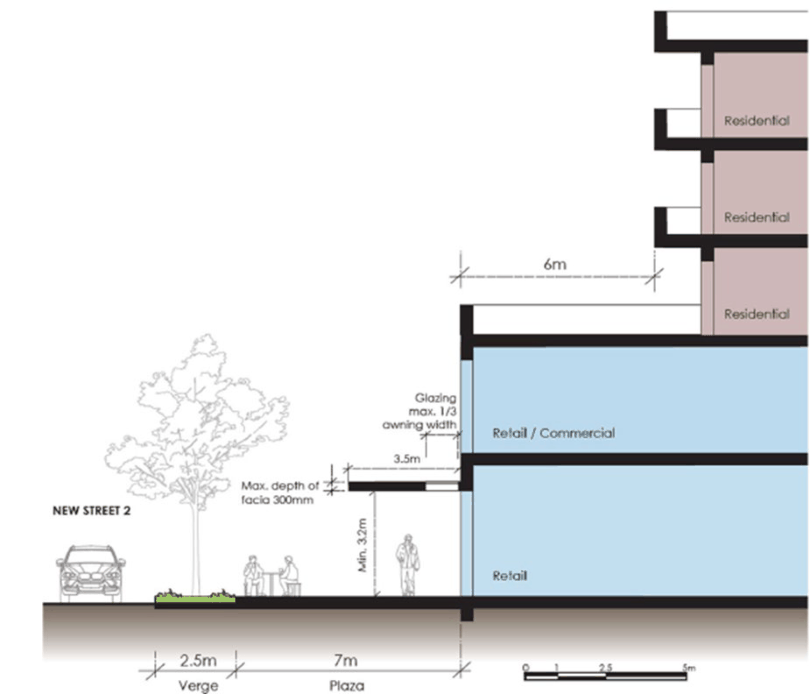 Residential
Residential
6m
Residential
Glazing
max. 1/3
awning width
Retail / Commercial
3.5m
Max. depth of
facia 300mm
NEW STREET 2
Min. 3.2m
Retail
2.5m
7m
Verge
Plaza
0 1 2.5 5m